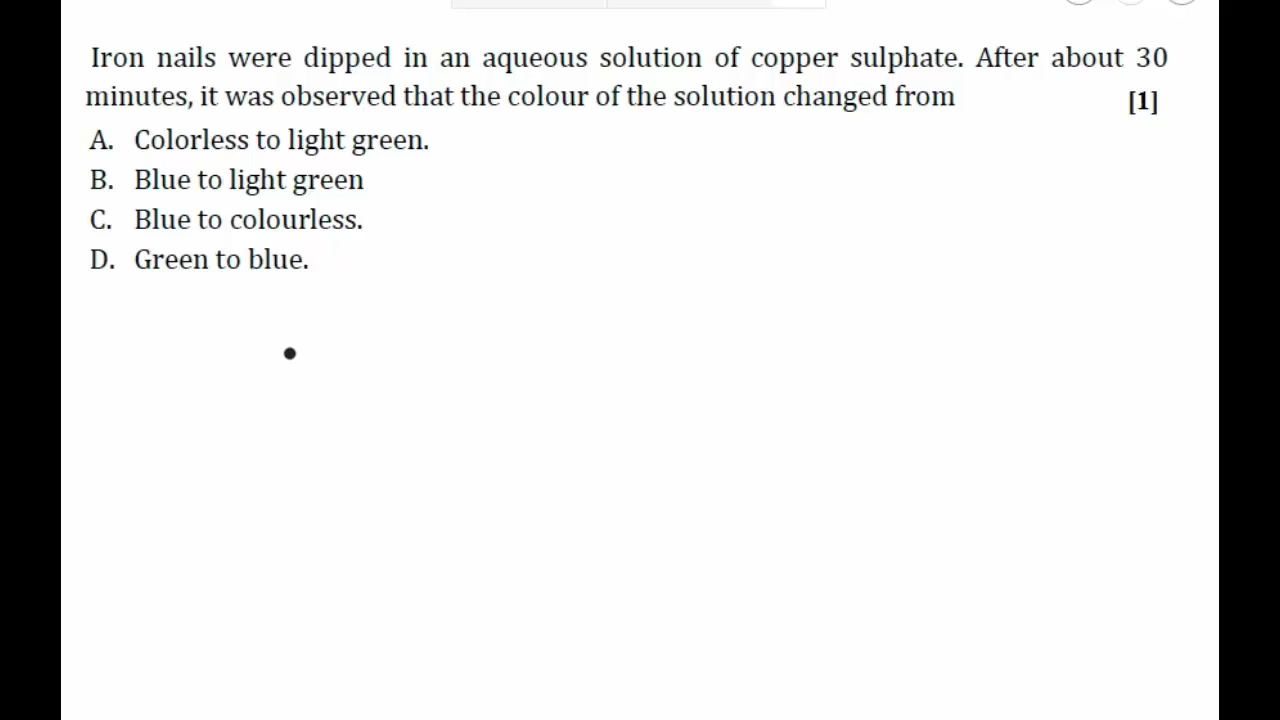 Iron nails were dipped in an aqueous solution of copper sulphate. After about 30
minutes, it was observed that the colour of the solution changed from [1]
A. Colorless to light green.
B. Blue to light green
C. Blue to colourless.
D. Green to blue.